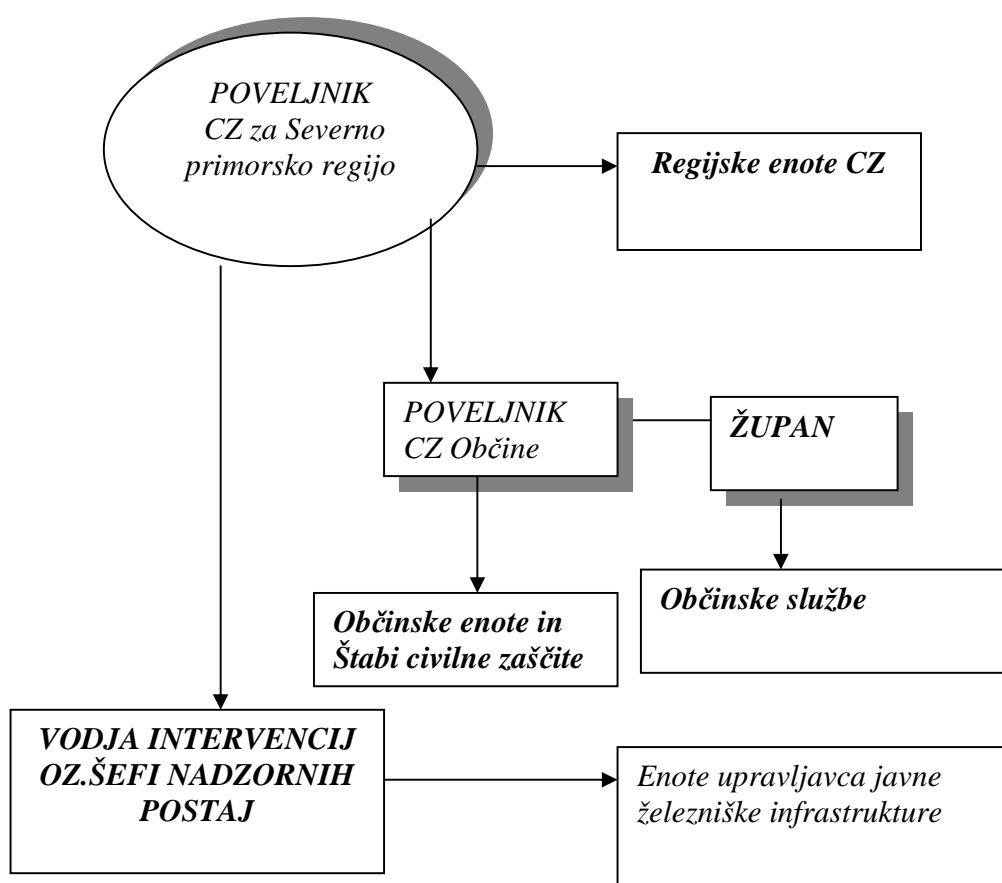 POVELJNIK
CZ za Severno
primorsko regijo
Regijske enote CZ
POVELJNIK
CZ Občine
ŽUPAN
Občinske enote in
Štabi civilne zaščite
Občinske službe
VODJA INTERVENCIJ
OZ.ŠEFI NADZORNIH
POSTAJ
Enote upravljavca javne
železniške infrastrukture